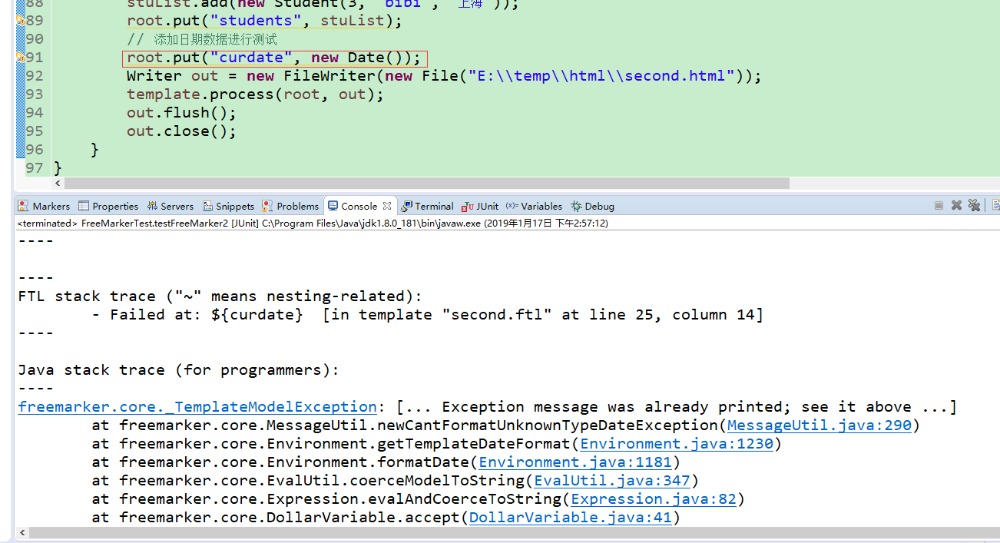 88 stuList.add(new Student(3, "bibi", "上海"));
89 root.put("students", stuList);
90 // 添加日期数据进行测试
91 root.put("curdate", new Date());
92 Writer out = new FileWriter(new File("E:\\temp\\html\\second.html"));
93 template.process(root, out);
94 out.flush();
95 out.close();
96 }
97 }
Markers Properties Servers Snippets Problems Console Terminal JUnit (x)= Variables Debug
<terminated> FreeMarkerTest.testFreeMarker2 [JUnit] C:\Program Files\Java\jdk1.8.0_181\bin\javaw.exe (2019年1月17日 下午2:57:12)
----
----
FTL stack trace ("~" means nesting-related):
- Failed at: ${curdate} [in template "second.ftl" at line 25, column 14]
----
Java stack trace (for programmers):
----
freemarker.core._TemplateModelException: [... Exception message was already printed; see it above ...]
at freemarker.core.MessageUtil.newCantFormatUnknownTypeDateException(MessageUtil.java:290)
at freemarker.core.Environment.getTemplateDateFormat(Environment.java:1230)
at freemarker.core.Environment.formatDate(Environment.java:1181)
at freemarker.core.EvalUtil.coerceModelToString(EvalUtil.java:347)
at freemarker.core.Expression.evalAndCoerceToString(Expression.java:82)
at freemarker.core.DollarVariable.accept(DollarVariable.java:41)